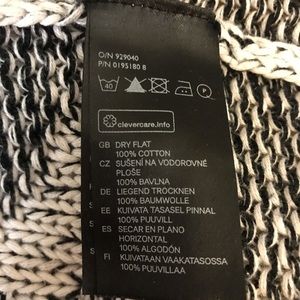 O/N 929040
P/N 0195180 8
40
P
clevercare.info
GB DRY FLAT
100% COTTON
CZ SUŠENÍ NA VODOROVNÉ
PLOŠE
100% BAVLNA
DE LIEGEND TROCKNEN
100% BAUMWOLLE
EE KUIVATA TASASEL PINNAL
100% PUUVILL
ES SECAR EN PLANO
HORIZONTAL
100% ALGODÓN
FI KUIVATAAN VAAKATASOSSA
100% PUUVILLAA